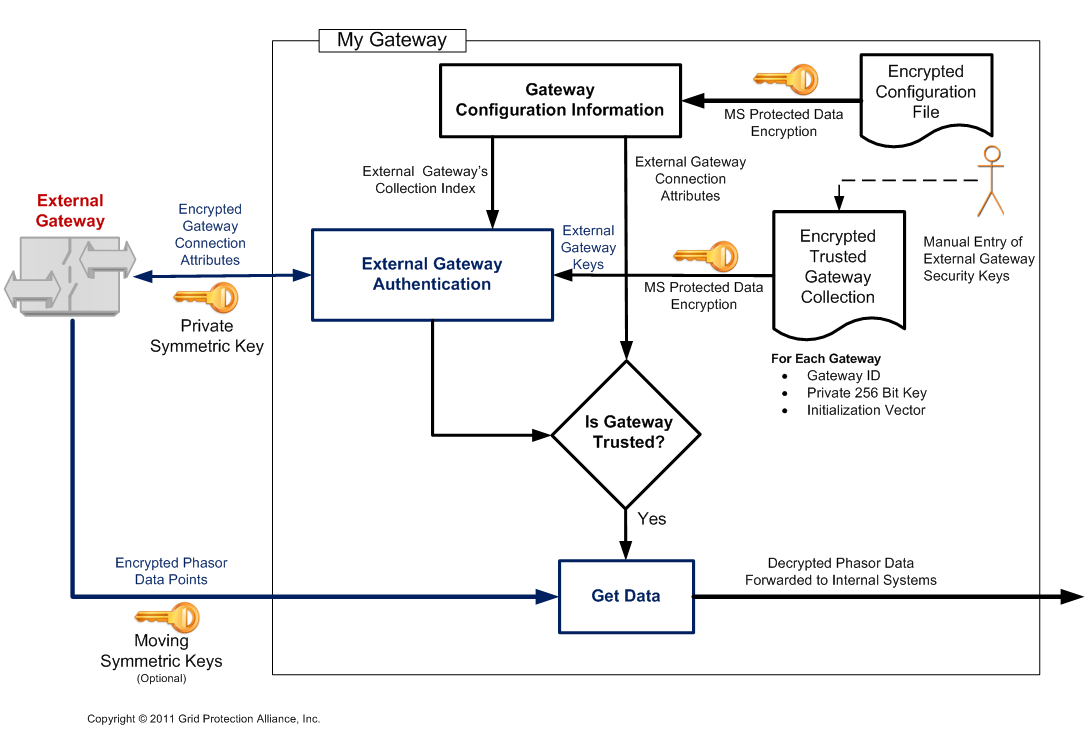 My Gateway
Gateway
Configuration Information
MS Protected Data
Encryption
Encrypted
Configuration
File
External Gateway's
Collection Index
External Gateway
Connection
Attributes
External
Gateway
Encrypted
Gateway
Connection
Attributes
Private
Symmetric Key
External Gateway
Authentication
External
Gateway
Keys
MS Protected Data
Encryption
Encrypted
Trusted
Gateway
Collection
Manual Entry of
External Gateway
Security Keys
For Each Gateway
• Gateway ID
• Private 256 Bit Key
• Initialization Vector
Is Gateway
Trusted?
Yes
Encrypted Phasor
Data Points
Moving
Symmetric Keys
(Optional)
Get Data
Decrypted Phasor Data
Forwarded to Internal Systems
Copyright © 2011 Grid Protection Alliance, Inc.